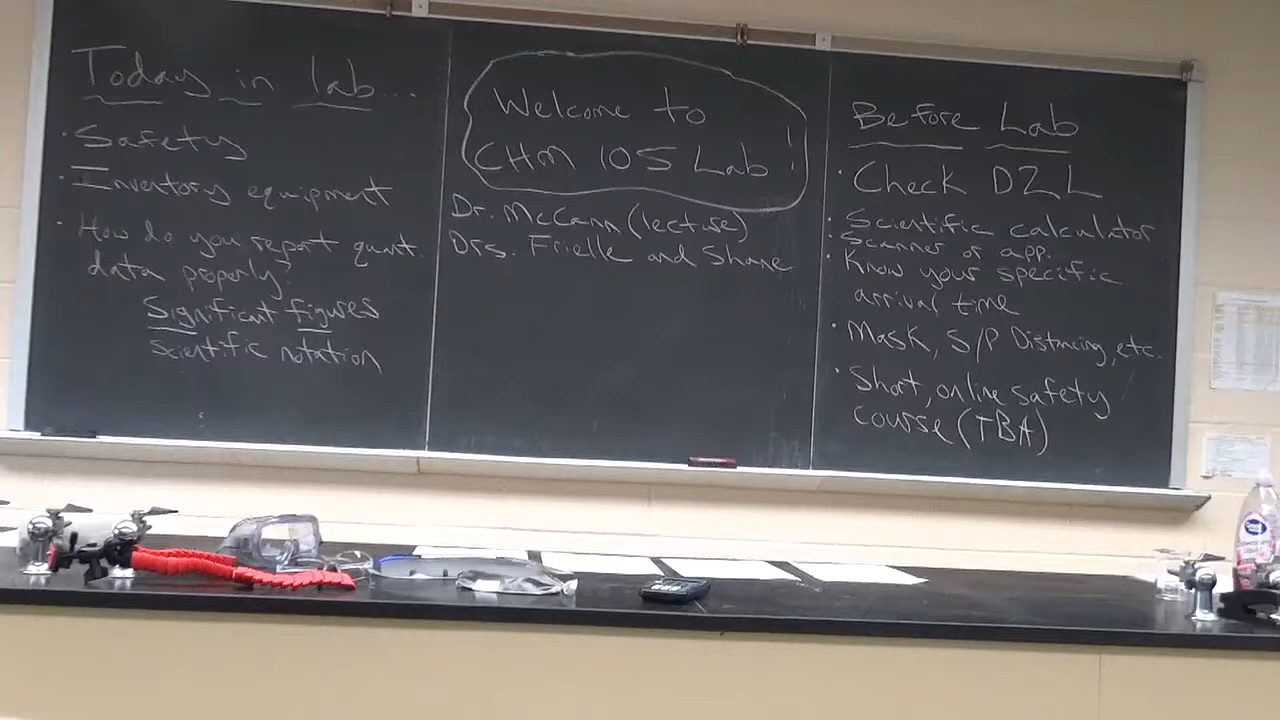 Today in lab...
· Safety
· Inventory equipment
· How do you report quant.
data properly?
Significant figures
scientific notation
Welcome to
CHM 105 Lab!
Dr. McCann (lecture)
Drs. Frielle and Shane
Before Lab
· Check D2L
· Scientific calculator
· Scanner or app.
· Know your specific
arrival time
· Mask, S/P Distancing, etc.
· Short, online safety
course (TBA)